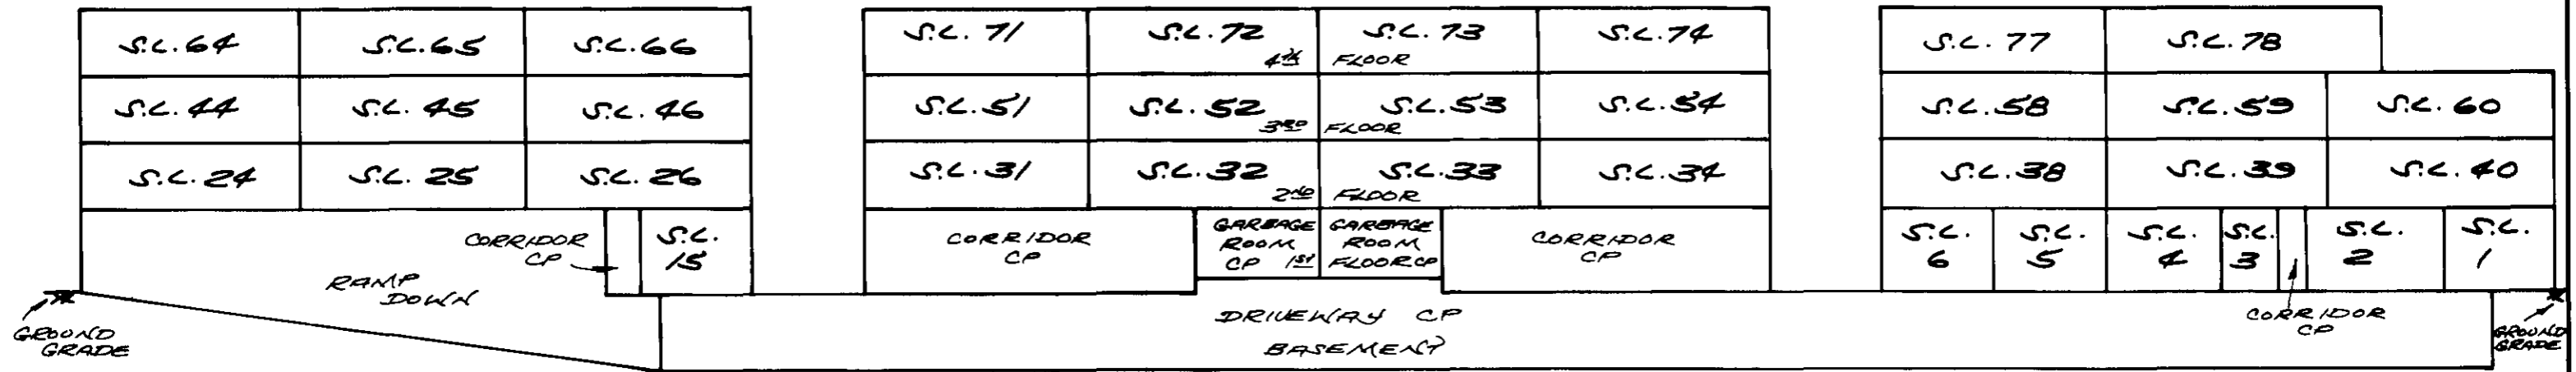 S.L. 64 S.L. 65 S.L. 66 S.L. 71 S.L. 72 S.L. 73 S.L. 74 S.L. 77 S.L. 78
4th FLOOR
S.L. 44 S.L. 45 S.L. 46 S.L. 51 S.L. 52 S.L. 53 S.L. 54 S.L. 58 S.L. 59 S.L. 60
3RD FLOOR
S.L. 24 S.L. 25 S.L. 26 S.L. 31 S.L. 32 S.L. 33 S.L. 34 S.L. 38 S.L. 39 S.L. 40
2ND FLOOR
CORRIDOR
CP
S.L.
15
CORRIDOR
CP
GARBAGE
ROOM
CP 1st
GARBAGE
ROOM
FLOOR CP
CORRIDOR
CP
S.L.
6
S.L.
5
S.L.
4
S.L.
3
S.L.
2
S.L.
1
RAMP
DOWN
GROUND
GRADE
DRIVEWAY CP
BASEMENT
CORRIDOR
CP
GROUND
GRADE